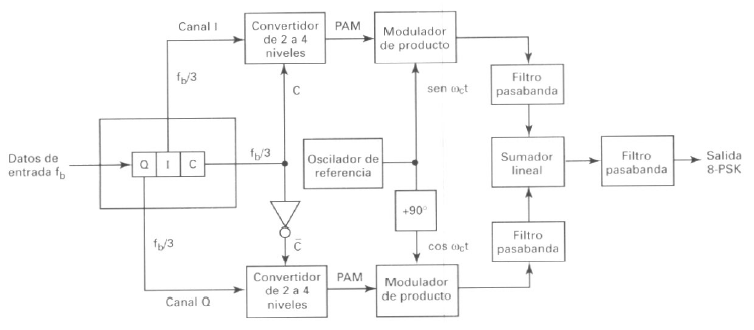 Canal I
Convertidor
de 2 a 4
niveles
PAM
Modulador
de producto
Filtro
pasabanda
f_b/3
C
sen ω_ct
Datos de
entrada f_b
Q I C
f_b/3
Oscilador de
referencia
Sumador
lineal
Filtro
pasabanda
Salida
8-PSK
+90°
f_b/3
C̄
cos ω_ct
Filtro
pasabanda
Canal Q
Convertidor
de 2 a 4
niveles
PAM
Modulador
de producto